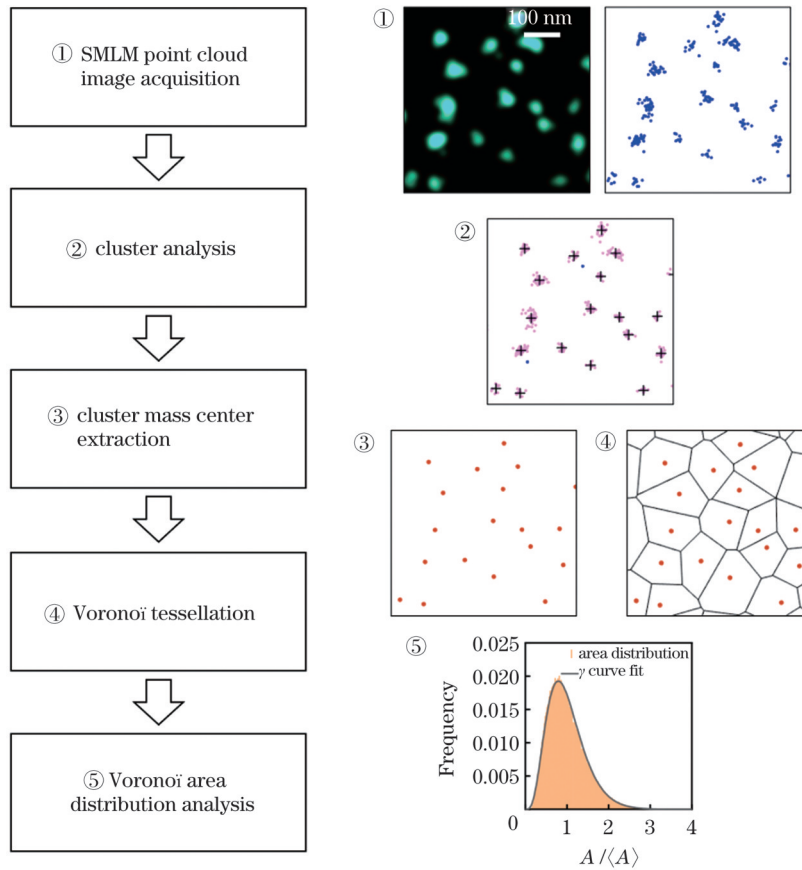 ① SMLM point cloud
image acquisition
② cluster analysis
③ cluster mass center
extraction
④ Voronoï tessellation
⑤ Voronoï area
distribution analysis
①
100 nm
②
③
④
⑤
Frequency
0.025
0.020
0.015
0.010
0.005
0
1
2
3
4
area distribution
γ curve fit
A/⟨A⟩